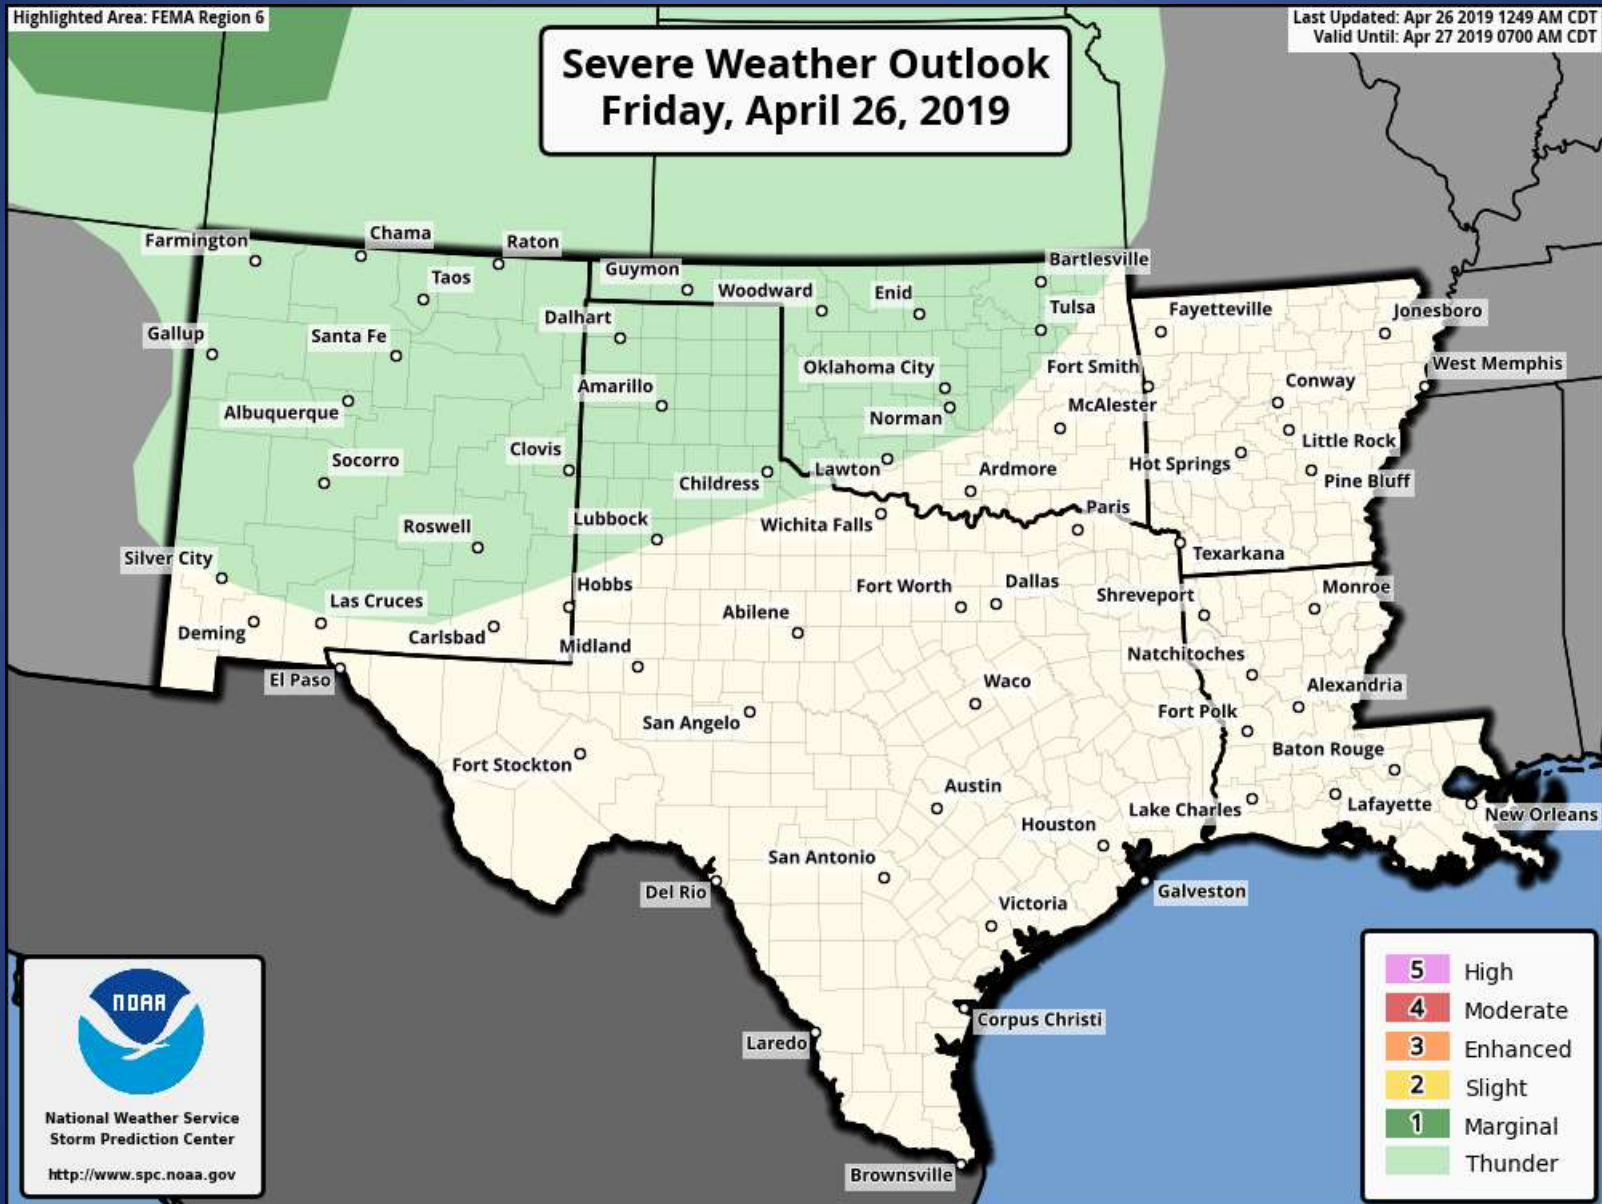 Highlighted Area: FEMA Region 6
Last Updated: Apr 26 2019 1249 AM CDT
Valid Until: Apr 27 2019 0700 AM CDT
Severe Weather Outlook
Friday, April 26, 2019
Farmington
Chama
Raton
Taos
Guymon
Woodward
Enid
Bartlesville
Tulsa
Fayetteville
Jonesboro
Gallup
Santa Fe
Dalhart
Oklahoma City
Fort Smith
West Memphis
Albuquerque
Amarillo
Norman
McAlester
Conway
Little Rock
Socorro
Clovis
Childress
Lawton
Ardmore
Hot Springs
Pine Bluff
Roswell
Lubbock
Wichita Falls
Paris
Texarkana
Silver City
Hobbs
Las Cruces
Abilene
Fort Worth
Dallas
Shreveport
Monroe
Deming
Carlsbad
Midland
Natchitoches
El Paso
San Angelo
Waco
Alexandria
Fort Polk
Fort Stockton
Baton Rouge
Austin
Houston
Lake Charles
Lafayette
New Orleans
San Antonio
Del Rio
Galveston
Victoria
Corpus Christi
Laredo
Brownsville
NOAA
National Weather Service
Storm Prediction Center
http://www.spc.noaa.gov
5 High
4 Moderate
3 Enhanced
2 Slight
1 Marginal
Thunder